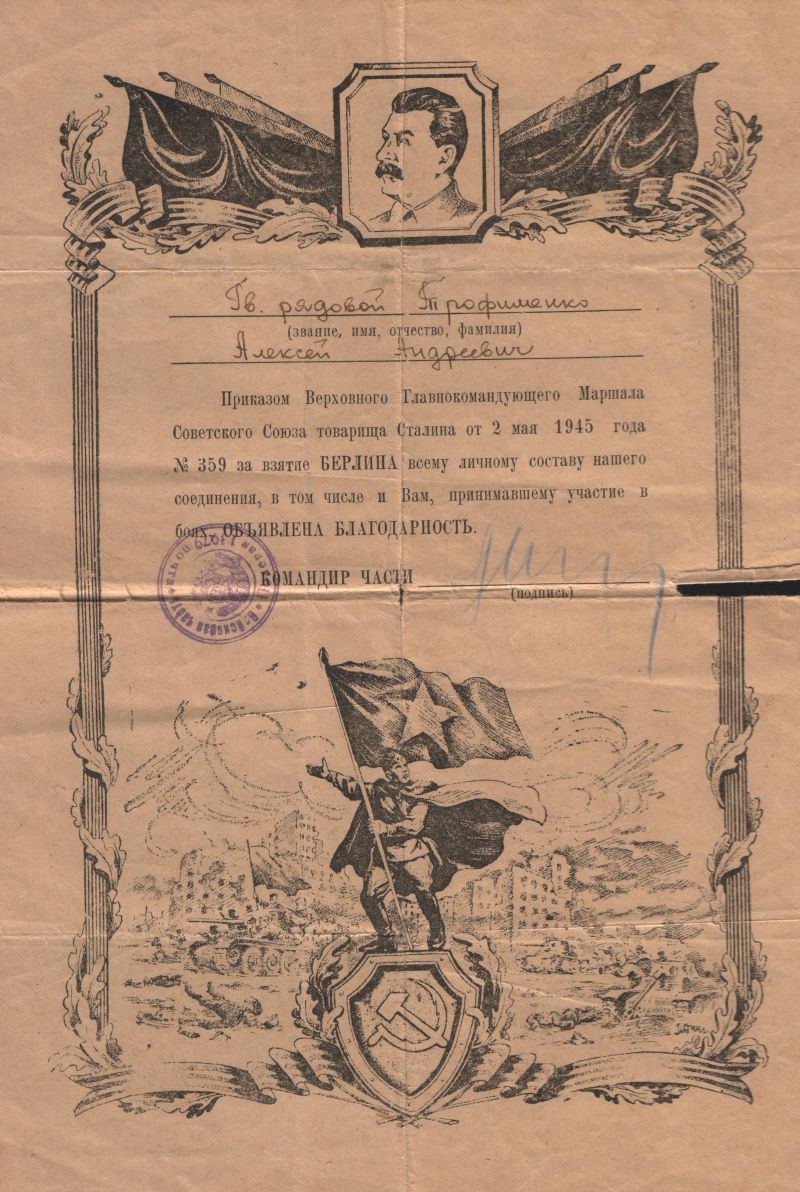 Гв. рядовой Трофименко
(звание, имя, отчество, фамилия)
Алексей Андреевич
Приказом Верховного Главнокомандующего Маршала
Советского Союза товарища Сталина от 2 мая 1945 года
№ 359 за взятие БЕРЛИНА всему личному составу нашего
соединения, в том числе и Вам, принимавшему участие в
боях, ОБЪЯВЛЕНА БЛАГОДАРНОСТЬ.
КОМАНДИР ЧАСТИ
(подпись)
Войсковая часть